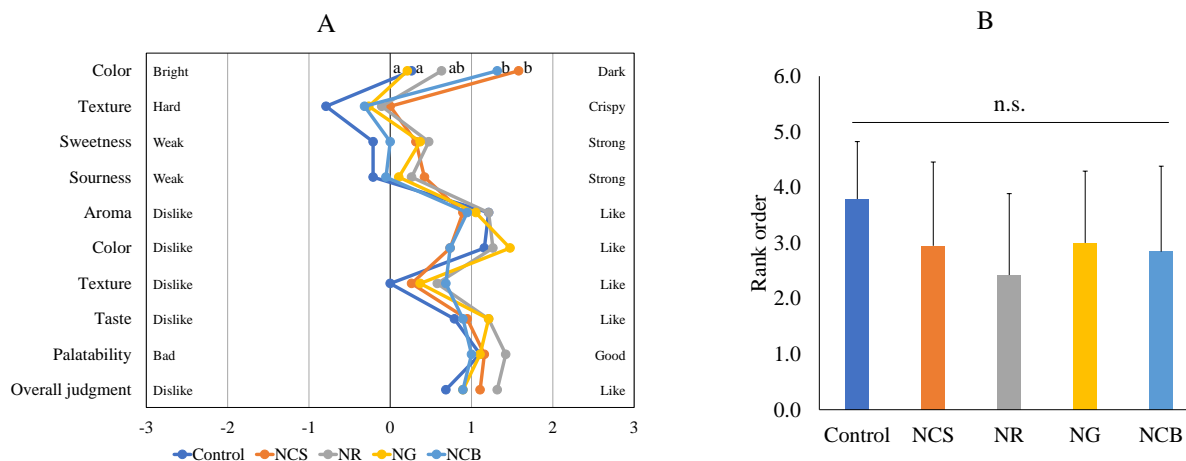 A
Color Bright a a ab b b Dark
Texture Hard Crispy
Sweetness Weak Strong
Sourness Weak Strong
Aroma Dislike Like
Color Dislike Like
Texture Dislike Like
Taste Dislike Like
Palatability Bad Good
Overall judgment Dislike Like
-3 -2 -1 0 1 2 3
Control NCS NR NG NCB
B
6.0
n.s.
5.0
4.0
3.0
2.0
1.0
0.0
Rank order
Control NCS NR NG NCB